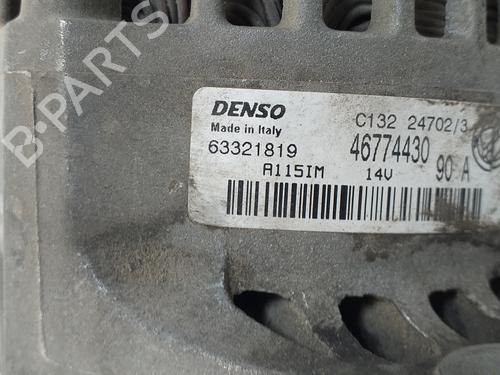 B-PARTS
DENSO
Made in Italy
C132 24702/3
63321819
46774430
A115IM 14V 90 A